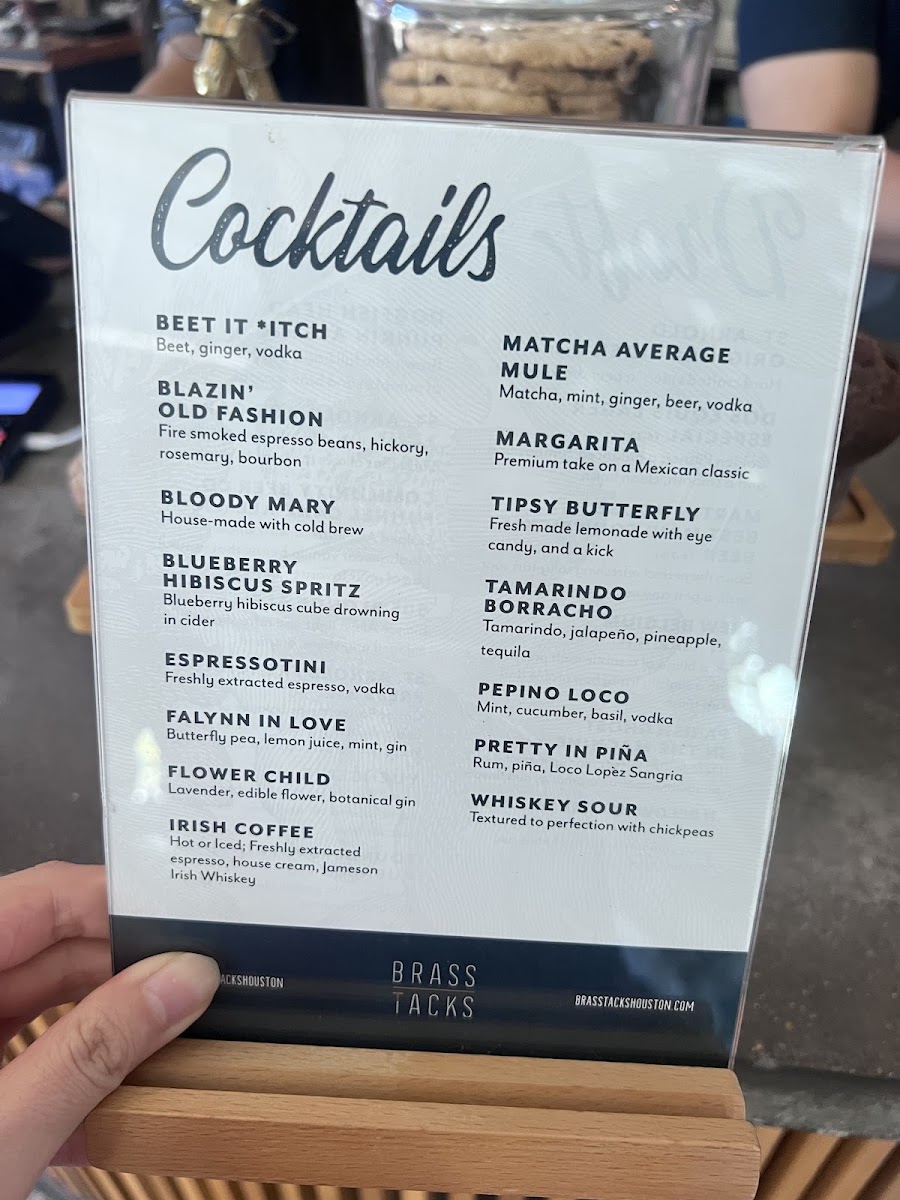 Cocktails
BEET IT *ITCH
Beet, ginger, vodka
BLAZIN'
OLD FASHION
Fire smoked espresso beans, hickory,
rosemary, bourbon
BLOODY MARY
House-made with cold brew
BLUEBERRY
HIBISCUS SPRITZ
Blueberry hibiscus cube drowning
in cider
ESPRESSOTINI
Freshly extracted espresso, vodka
FALYNN IN LOVE
Butterfly pea, lemon juice, mint, gin
FLOWER CHILD
Lavender, edible flower, botanical gin
IRISH COFFEE
Hot or Iced; Freshly extracted
espresso, house cream, Jameson
Irish Whiskey
MATCHA AVERAGE
MULE
Matcha, mint, ginger, beer, vodka
MARGARITA
Premium take on a Mexican classic
TIPSY BUTTERFLY
Fresh made lemonade with eye
candy, and a kick
TAMARINDO
BORRACHO
Tamarindo, jalapeño, pineapple,
tequila
PEPINO LOCO
Mint, cucumber, basil, vodka
PRETTY IN PIÑA
Rum, piña, Loco Lopèz Sangria
WHISKEY SOUR
Textured to perfection with chickpeas
ACKSHOUSTON
BRASS
TACKS
BRASSTACKSHOUSTON.COM